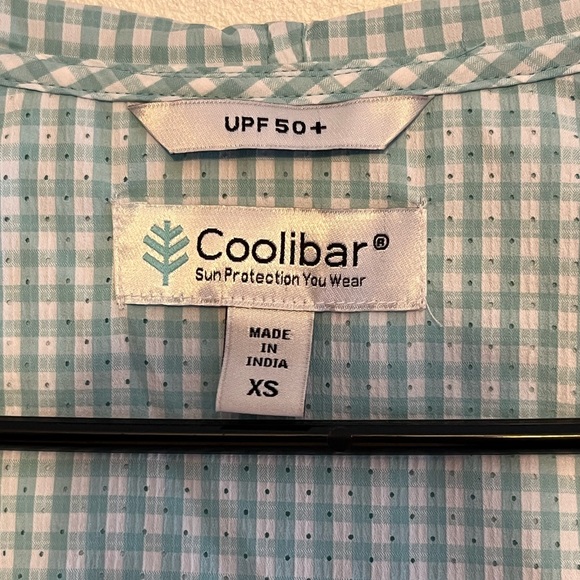 UPF 50+
Coolibar®
Sun Protection You Wear
MADE
IN
INDIA
XS